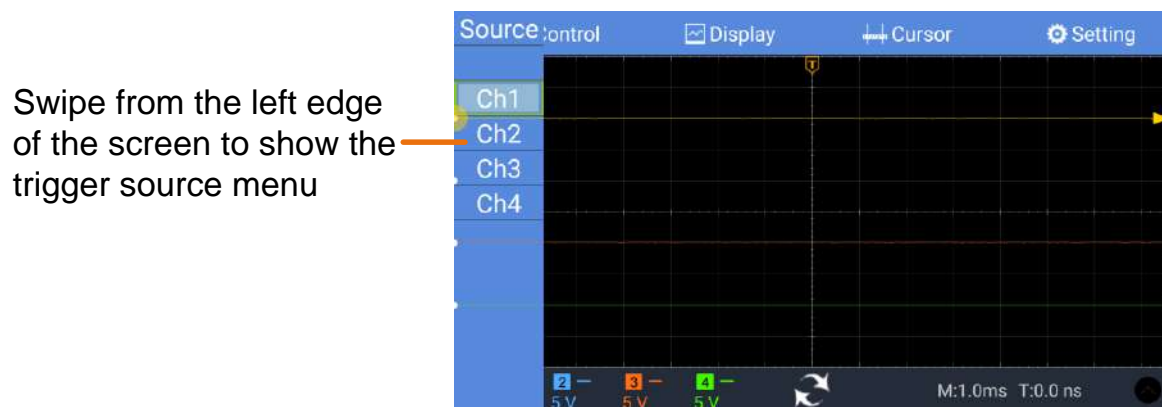 Swipe from the left edge
of the screen to show the
trigger source menu
Source :ontrol Display Cursor Setting
T
Ch1
Ch2
Ch3
Ch4
2 3 4
5 V 5 V 5 V
M:1.0ms T:0.0 ns